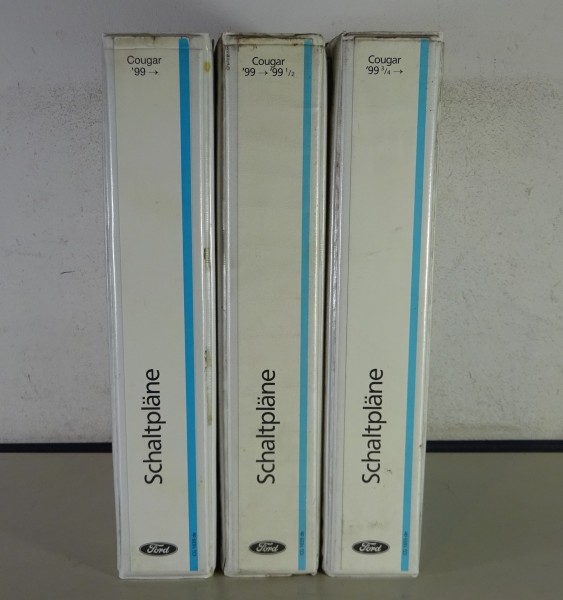 Cougar
'99 →
Schaltpläne
Ford
Cougar
'99 → '99 1/2
Schaltpläne
Ford
Cougar
'99 3/4 →
Schaltpläne
Ford